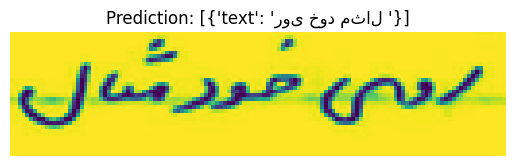 Prediction: [{'text': 'روی خود مثال '}]
روی خود مثال